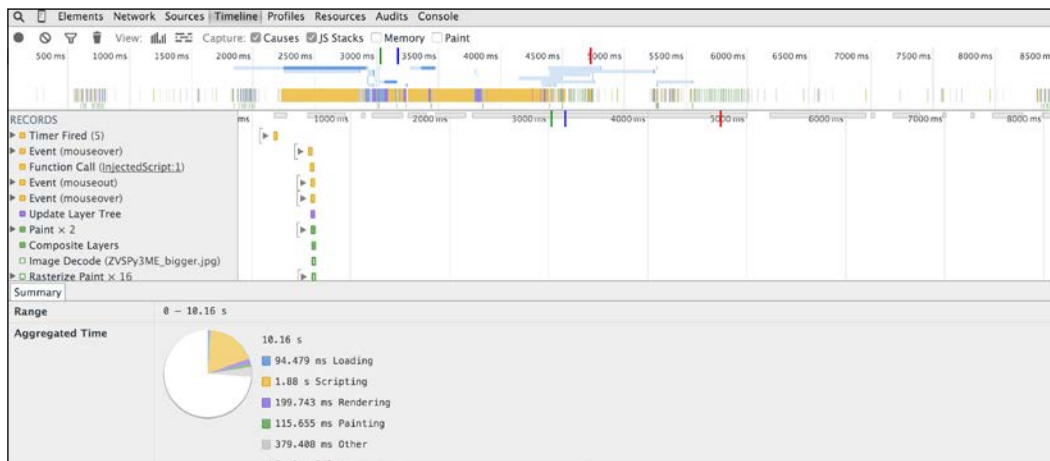 Elements Network Sources Timeline Profiles Resources Audits Console
View: Capture: Causes JS Stacks Memory Paint
500 ms 1000 ms 1500 ms 2000 ms 2500 ms 3000 ms 3500 ms 4000 ms 4500 ms 5000 ms 5500 ms 6000 ms 6500 ms 7000 ms 7500 ms 8000 ms 8500 m
RECORDS
ms 1000 ms 2000 ms 3000 ms 4000 ms 5000 ms 6000 ms 7000 ms 8000 ms
Timer Fired (5)
Event (mouseover)
Function Call (InjectedScript:1)
Event (mouseout)
Event (mouseover)
Update Layer Tree
Paint × 2
Composite Layers
Image Decode (ZVSPy3ME_bigger.jpg)
Rasterize Paint × 16
Summary
Range 0 – 10.16 s
Aggregated Time
10.16 s
94.479 ms Loading
1.88 s Scripting
199.743 ms Rendering
115.655 ms Painting
379.408 ms Other